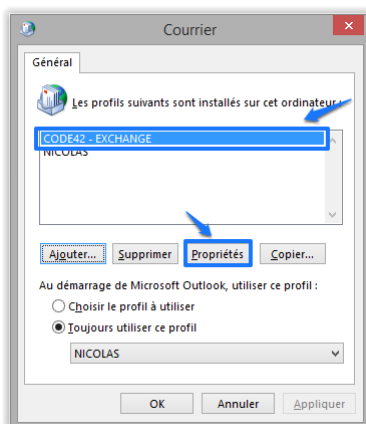 Courrier
Général
Les profils suivants sont installés sur cet ordinateur :
CODE42 - EXCHANGE
NICOLAS
Ajouter... Supprimer Propriétés Copier...
Au démarrage de Microsoft Outlook, utiliser ce profil :
Choisir le profil à utiliser
Toujours utiliser ce profil
NICOLAS
OK Annuler Appliquer